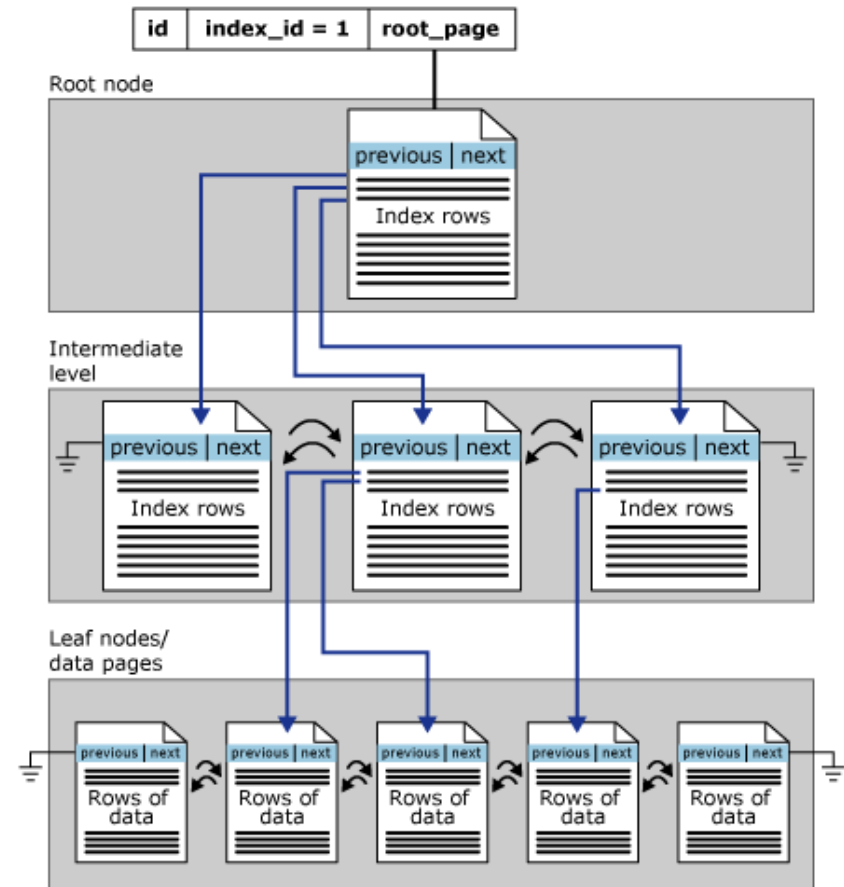 id index_id = 1 root_page
Root node
previous next
Index rows
Intermediate
level
previous next previous next previous next
Index rows Index rows Index rows
Leaf nodes/
data pages
previous next previous next previous next previous next previous next
Rows of Rows of Rows of Rows of Rows of
data data data data data